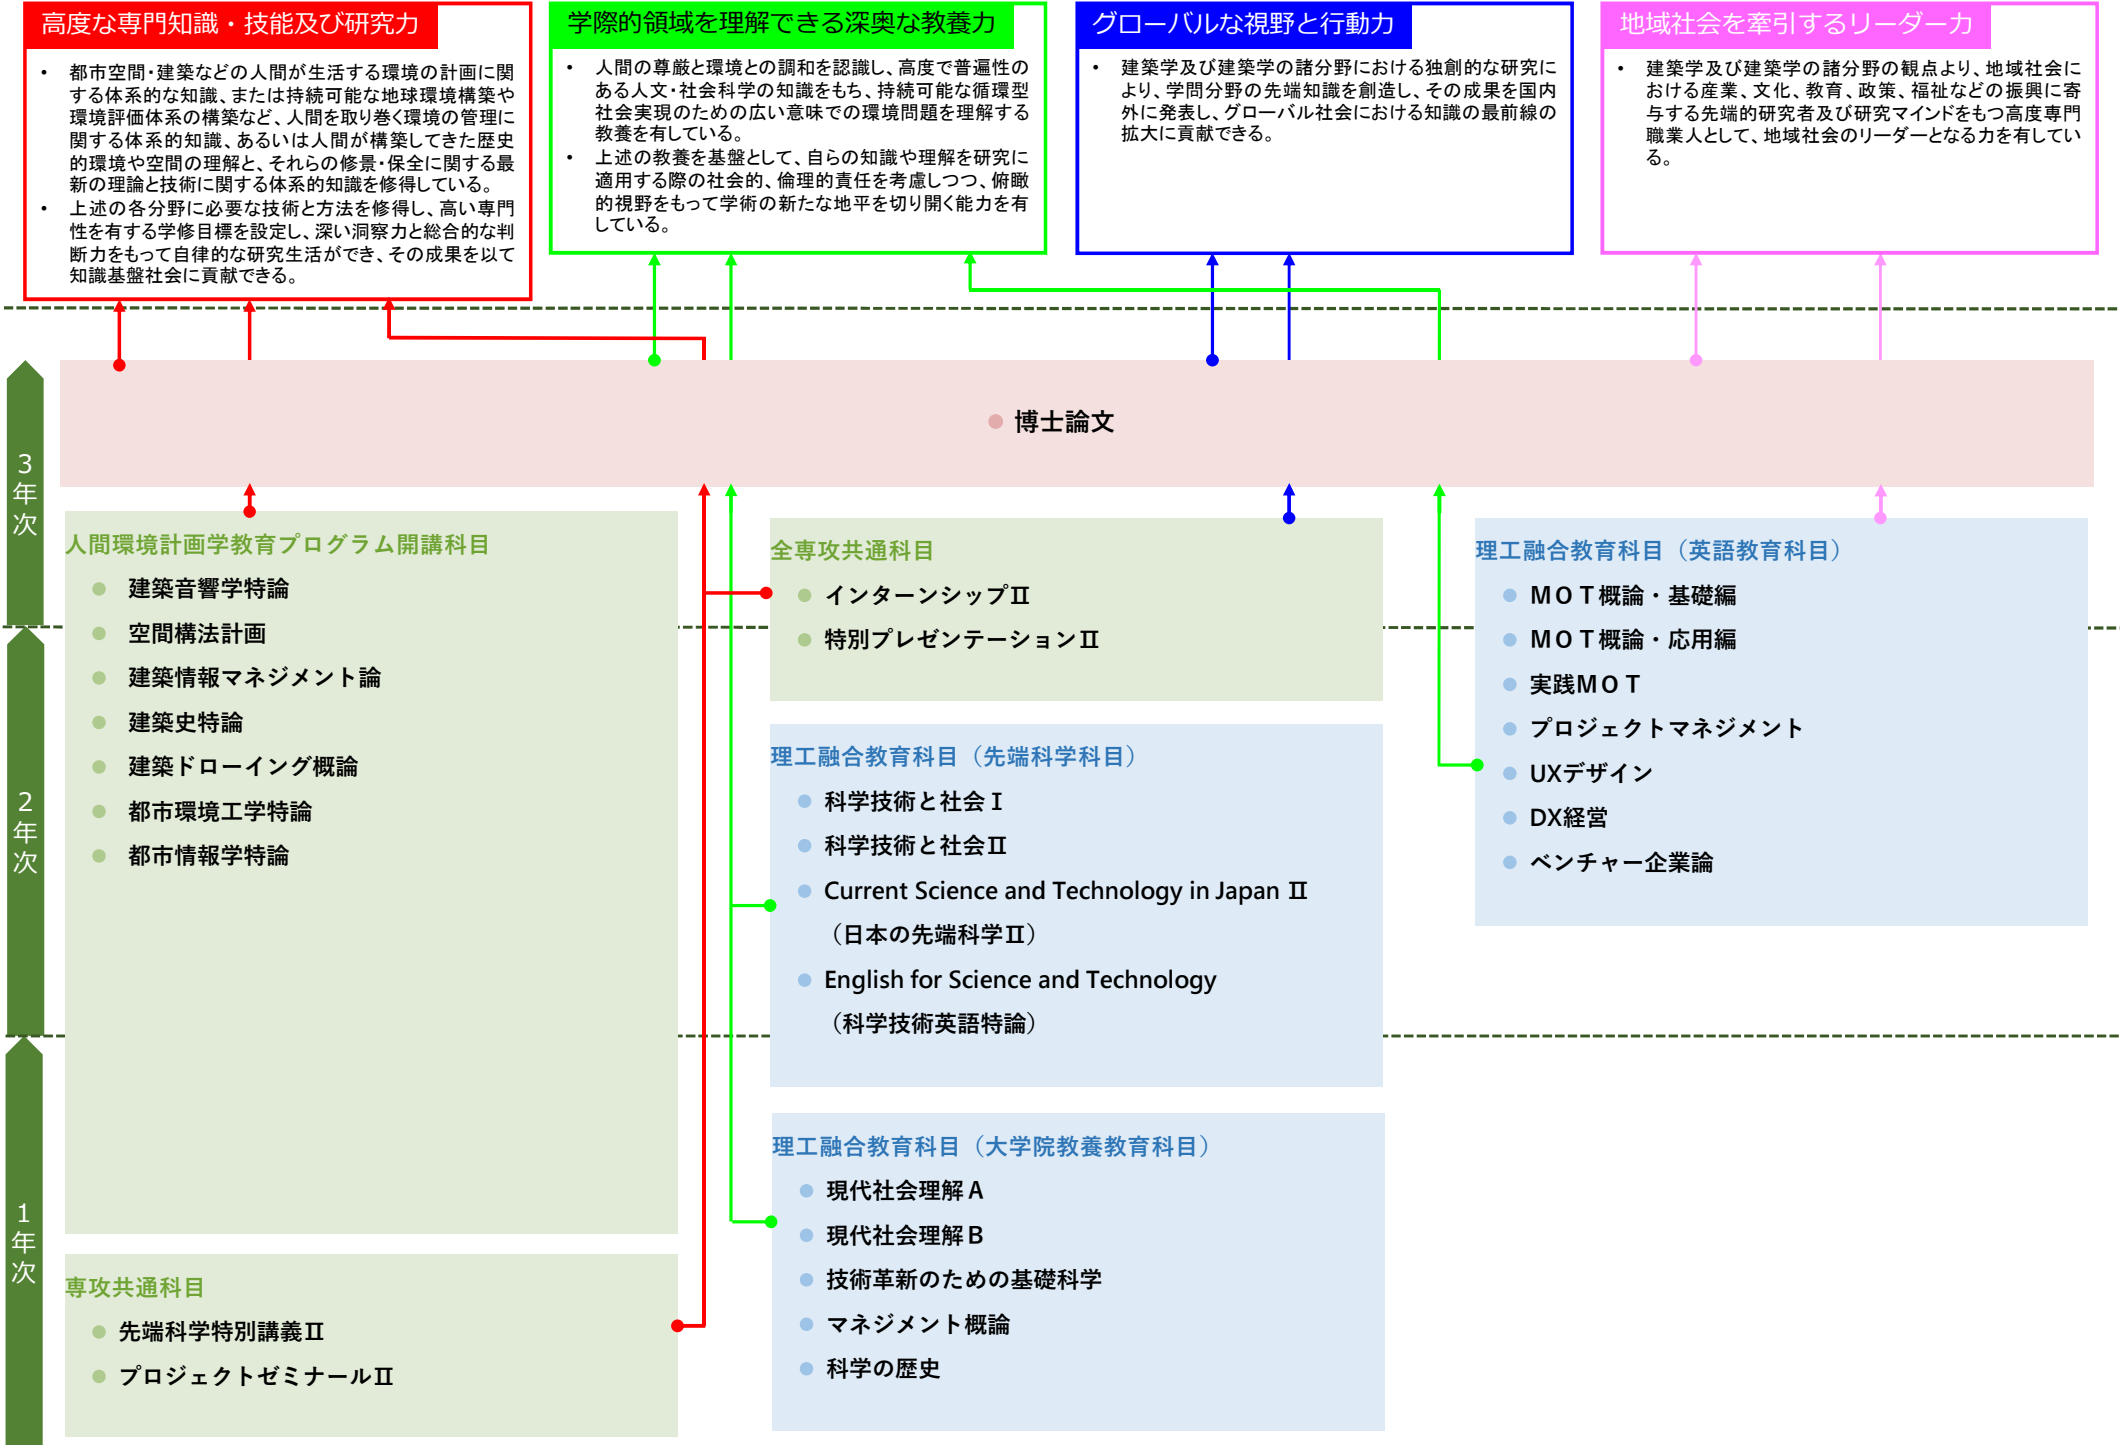 高度な専門知識・技能及び研究力
• 都市空間・建築などの人間が生活する環境の計画に関
する体系的な知識、または持続可能な地球環境構築や
環境評価体系の構築など、人間を取り巻く環境の管理に
関する体系的知識、あるいは人間が構築してきた歴史
的環境や空間の理解と、それらの修景・保全に関する最
新の理論と技術に関する体系的知識を修得している。
• 上述の各分野に必要な技術と方法を修得し、高い専門
性を有する学修目標を設定し、深い洞察力と総合的な判
断力をもって自律的な研究生活ができ、その成果を以て
知識基盤社会に貢献できる。
学際的領域を理解できる深奥な教養力
• 人間の尊厳と環境との調和を認識し、高度で普遍性の
ある人文・社会科学の知識をもち、持続可能な循環型
社会実現のための広い意味での環境問題を理解する
教養を有している。
• 上述の教養を基盤として、自らの知識や理解を研究に
適用する際の社会的、倫理的責任を考慮しつつ、俯瞰
的視野をもって学術の新たな地平を切り開く能力を有
している。
グローバルな視野と行動力
• 建築学及び建築学の諸分野における独創的な研究に
より、学問分野の先端知識を創造し、その成果を国内
外に発表し、グローバル社会における知識の最前線の
拡大に貢献できる。
地域社会を牽引するリーダー力
• 建築学及び建築学の諸分野の観点より、地域社会に
おける産業、文化、教育、政策、福祉などの振興に寄
与する先端的研究者及び研究マインドをもつ高度専門
職業人として、地域社会のリーダーとなる力を有してい
る。
3年次
博士論文
人間環境計画学教育プログラム開講科目
建築音響学特論
空間構法計画
建築情報マネジメント論
建築史特論
建築ドローイング概論
都市環境工学特論
都市情報学特論
全専攻共通科目
インターンシップⅡ
特別プレゼンテーションⅡ
理工融合教育科目（英語教育科目）
ＭＯＴ概論・基礎編
ＭＯＴ概論・応用編
実践ＭＯＴ
プロジェクトマネジメント
UXデザイン
DX経営
ベンチャー企業論
2年次
理工融合教育科目（先端科学科目）
科学技術と社会Ⅰ
科学技術と社会Ⅱ
Current Science and Technology in Japan Ⅱ
（日本の先端科学Ⅱ）
English for Science and Technology
（科学技術英語特論）
1年次
理工融合教育科目（大学院教養教育科目）
現代社会理解Ａ
現代社会理解Ｂ
技術革新のための基礎科学
マネジメント概論
科学の歴史
専攻共通科目
先端科学特別講義Ⅱ
プロジェクトゼミナールⅡ